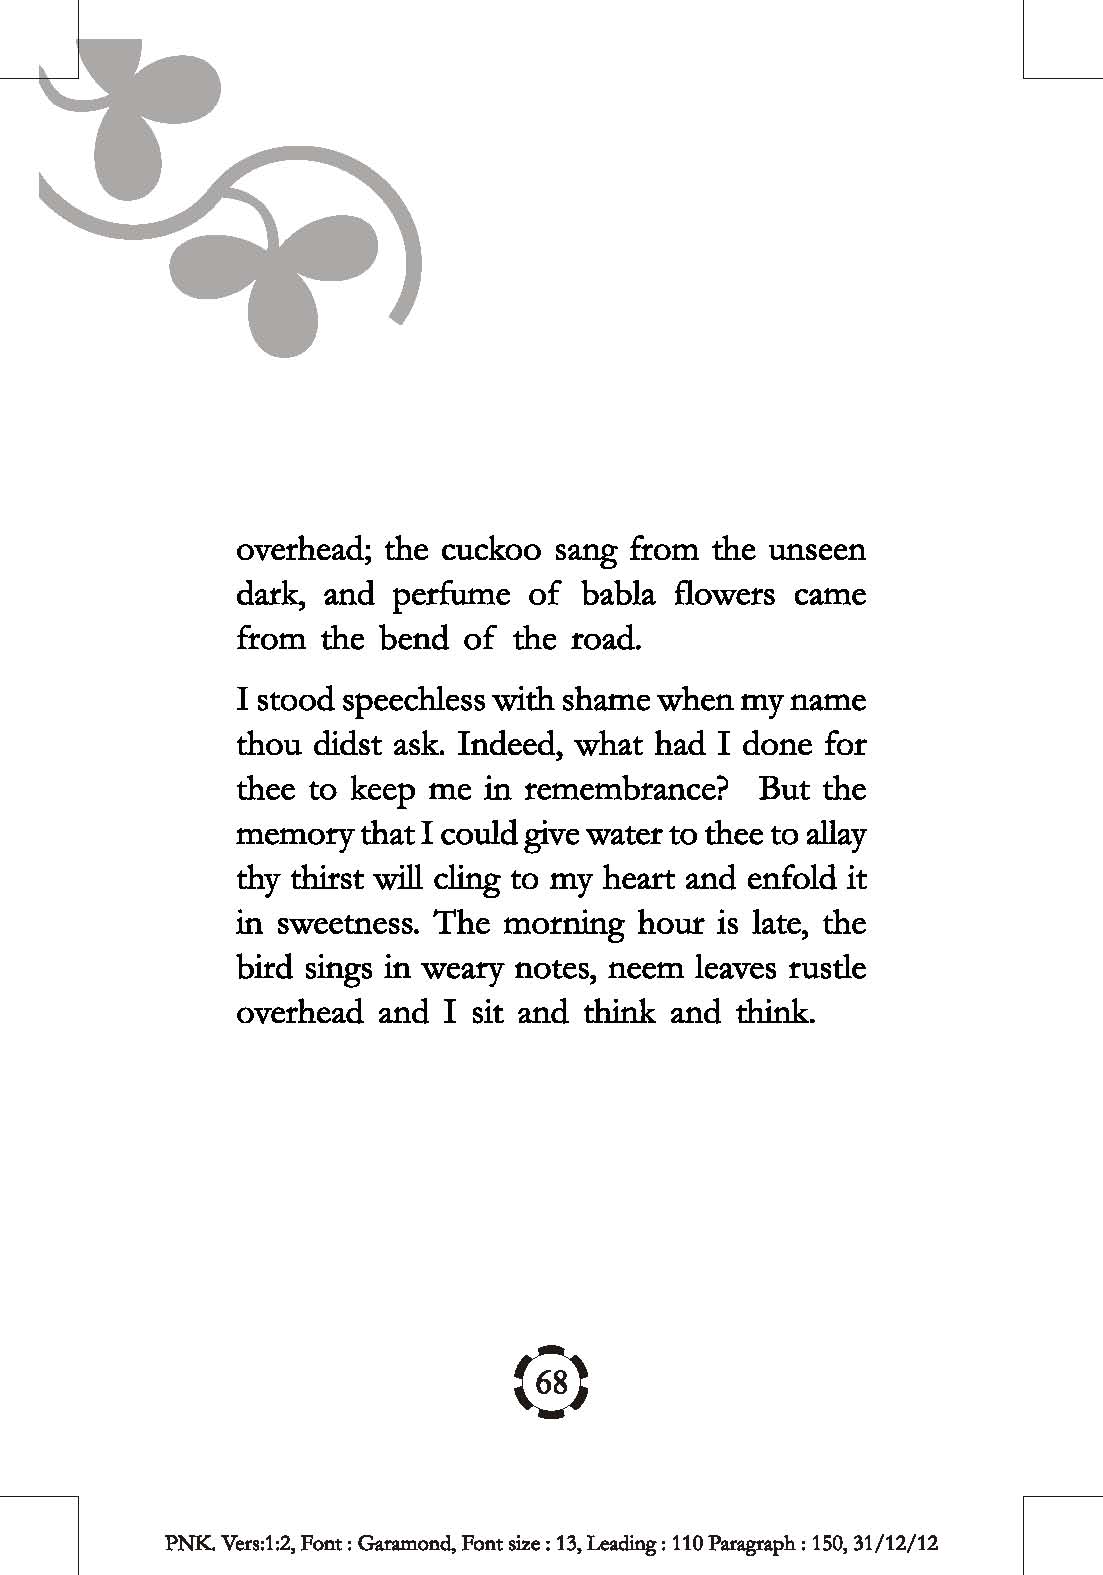 overhead; the cuckoo sang from the unseen
dark, and perfume of babla flowers came
from the bend of the road.
I stood speechless with shame when my name
thou didst ask. Indeed, what had I done for
thee to keep me in remembrance? But the
memory that I could give water to thee to allay
thy thirst will cling to my heart and enfold it
in sweetness. The morning hour is late, the
bird sings in weary notes, neem leaves rustle
overhead and I sit and think and think.
68
PNK. Vers:1:2, Font : Garamond, Font size : 13, Leading : 110 Paragraph : 150, 31/12/12